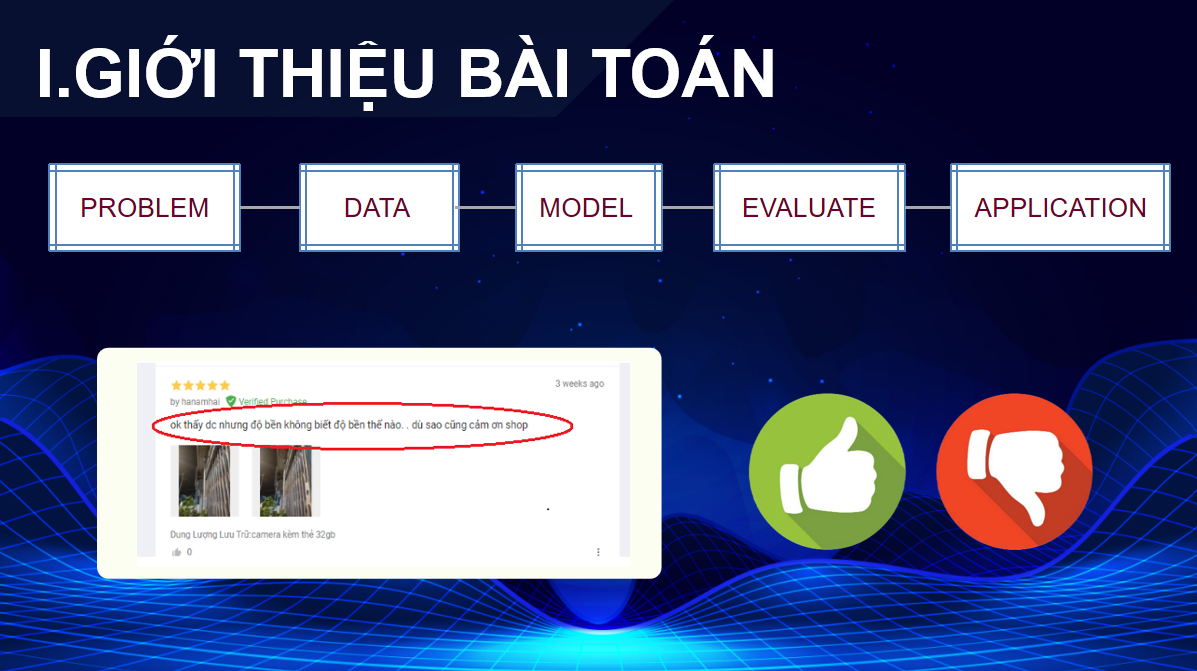 I.GIỚI THIỆU BÀI TOÁN
PROBLEM
DATA
MODEL
EVALUATE
APPLICATION
3 weeks ago
by hanamhai Verified Purchase
ok thấy dc nhưng độ bền không biết độ bền thế nào. . dù sao cũng cảm ơn shop
Dung Lượng Lưu Trữ:camera kèm thẻ 32gb
0